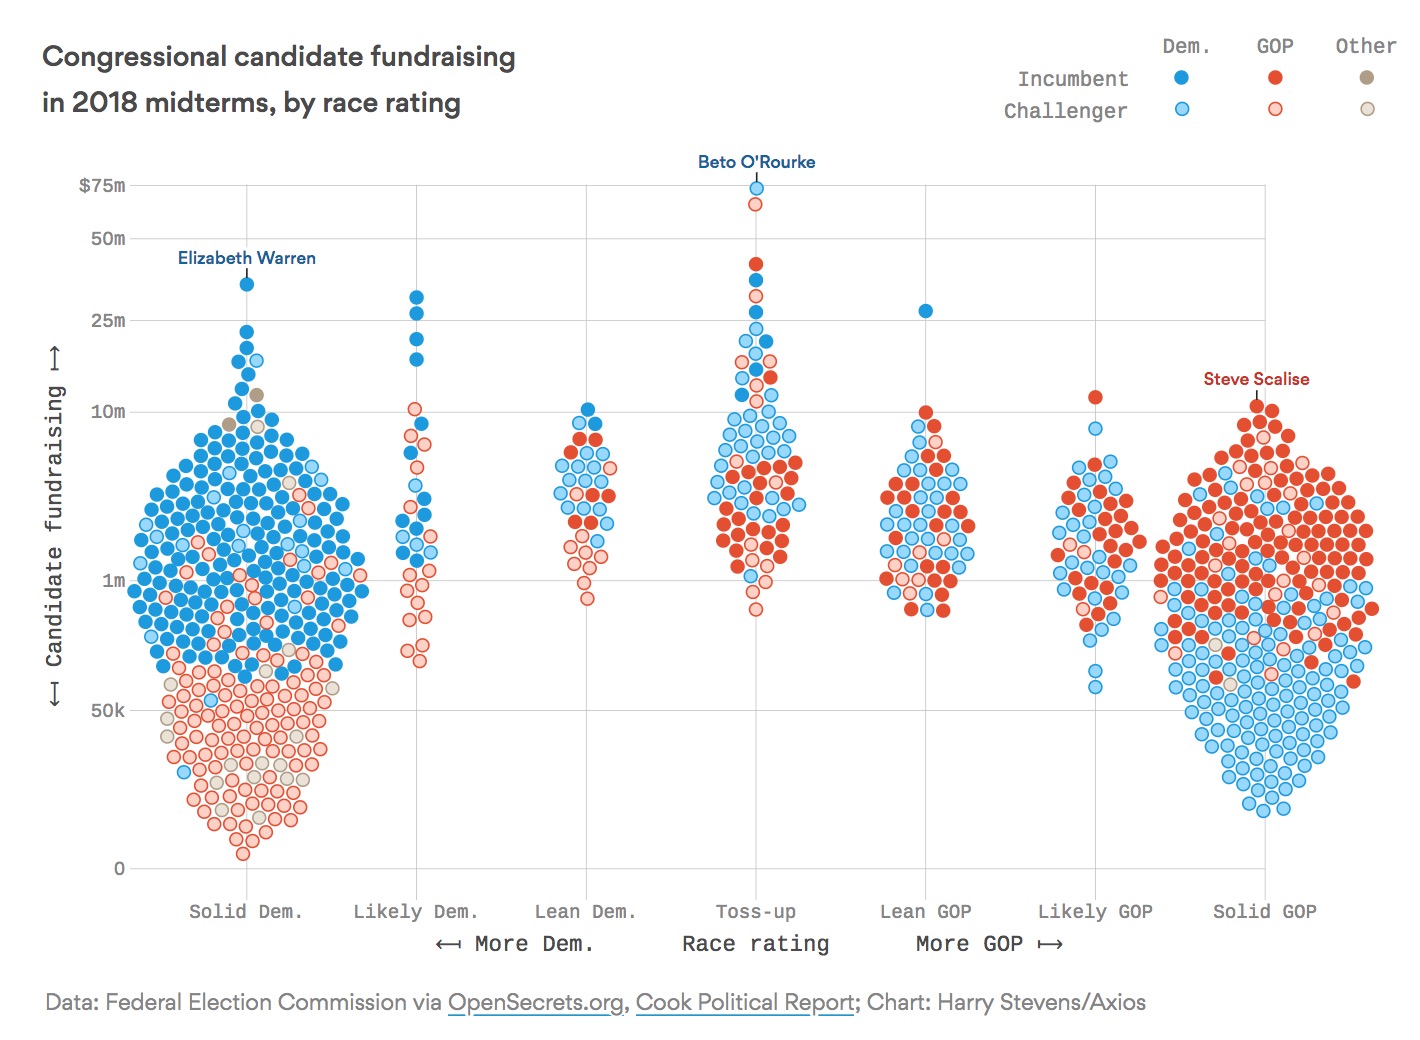 Congressional candidate fundraising
in 2018 midterms, by race rating
Dem. GOP Other
Incumbent
Challenger
Beto O'Rourke
$75m
50m
Elizabeth Warren
25m
Steve Scalise
10m
1m
50k
0
← Candidate fundraising →
Solid Dem. Likely Dem. Lean Dem. Toss-up Lean GOP Likely GOP Solid GOP
← More Dem. Race rating More GOP →
Data: Federal Election Commission via OpenSecrets.org, Cook Political Report; Chart: Harry Stevens/Axios